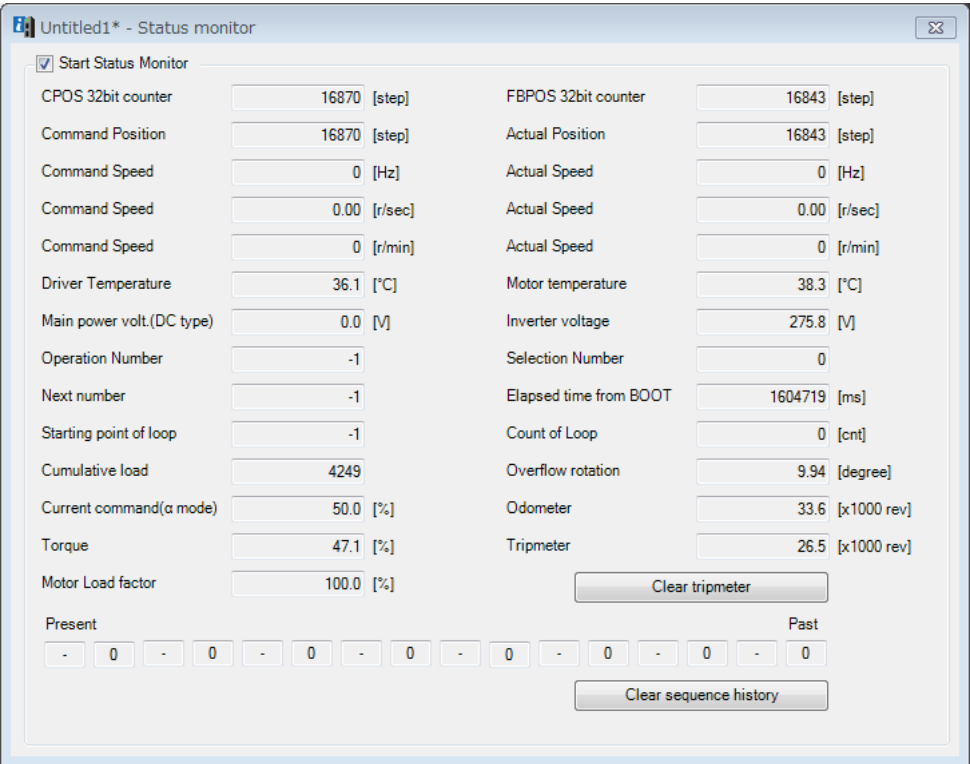 Untitled1* - Status monitor
Start Status Monitor
CPOS 32bit counter 16870 [step] FBPOS 32bit counter 16843 [step]
Command Position 16870 [step] Actual Position 16843 [step]
Command Speed 0 [Hz] Actual Speed 0 [Hz]
Command Speed 0.00 [r/sec] Actual Speed 0.00 [r/sec]
Command Speed 0 [r/min] Actual Speed 0 [r/min]
Driver Temperature 36.1 [°C] Motor temperature 38.3 [°C]
Main power volt.(DC type) 0.0 [V] Inverter voltage 275.8 [V]
Operation Number -1 Selection Number 0
Next number -1 Elapsed time from BOOT 1604719 [ms]
Starting point of loop -1 Count of Loop 0 [cnt]
Cumulative load 4249 Overflow rotation 9.94 [degree]
Current command(α mode) 50.0 [%] Odometer 33.6 [x1000 rev]
Torque 47.1 [%] Tripmeter 26.5 [x1000 rev]
Motor Load factor 100.0 [%] Clear tripmeter
Present Past
- 0 - 0 - 0 - 0 - 0 - 0 - 0 - 0
Clear sequence history